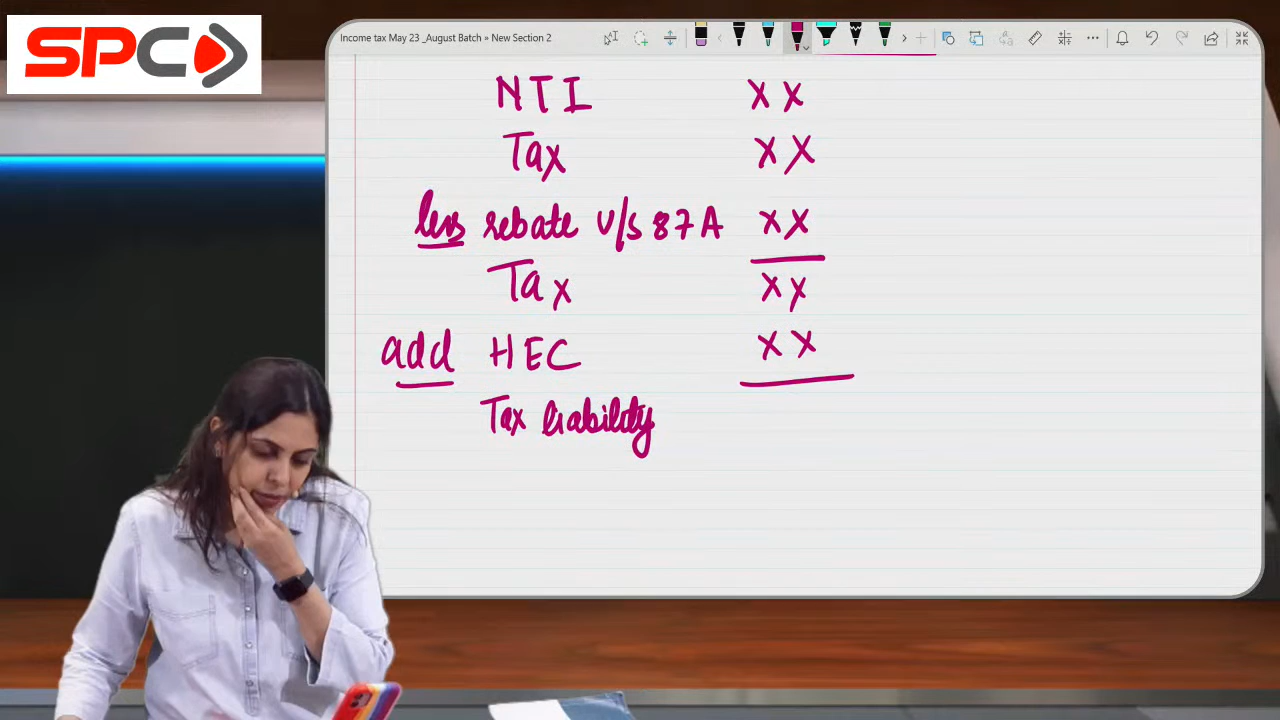 SPC
Income tax May 23 _August Batch » New Section 2
NTI XX
Tax XX
less rebate U/s 87A XX
Tax XX
add HEC XX
Tax liability